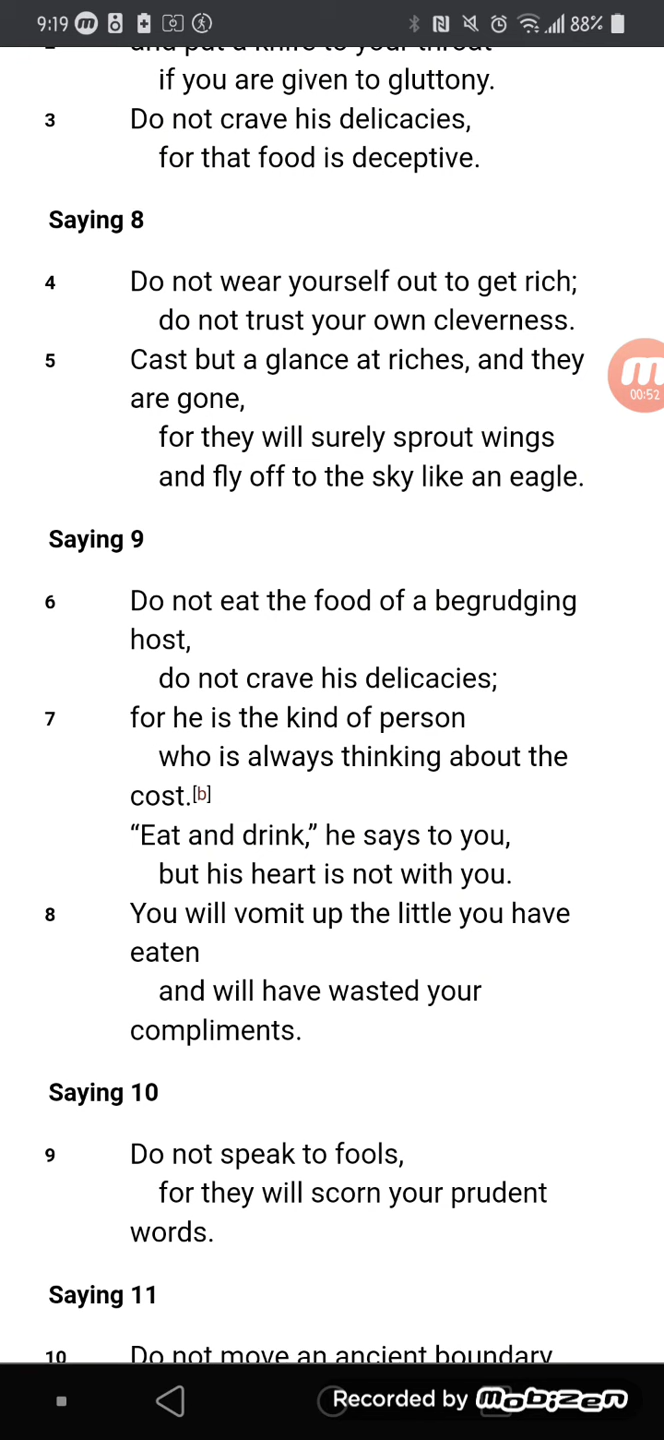 9:19 88%
2 and put a knife to your throat
if you are given to gluttony.
3 Do not crave his delicacies,
for that food is deceptive.
Saying 8
4 Do not wear yourself out to get rich;
do not trust your own cleverness.
5 Cast but a glance at riches, and they
are gone,
for they will surely sprout wings
and fly off to the sky like an eagle.
00:52
Saying 9
6 Do not eat the food of a begrudging
host,
do not crave his delicacies;
7 for he is the kind of person
who is always thinking about the
cost.[b]
“Eat and drink,” he says to you,
but his heart is not with you.
8 You will vomit up the little you have
eaten
and will have wasted your
compliments.
Saying 10
9 Do not speak to fools,
for they will scorn your prudent
words.
Saying 11
10 Do not move an ancient boundary
Recorded by mobizen